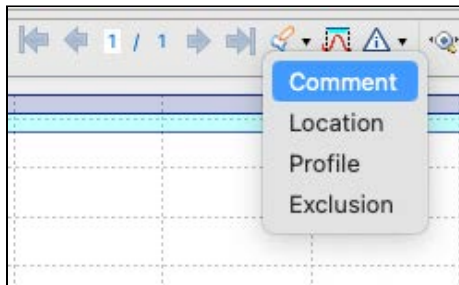 1 / 1
Comment
Location
Profile
Exclusion